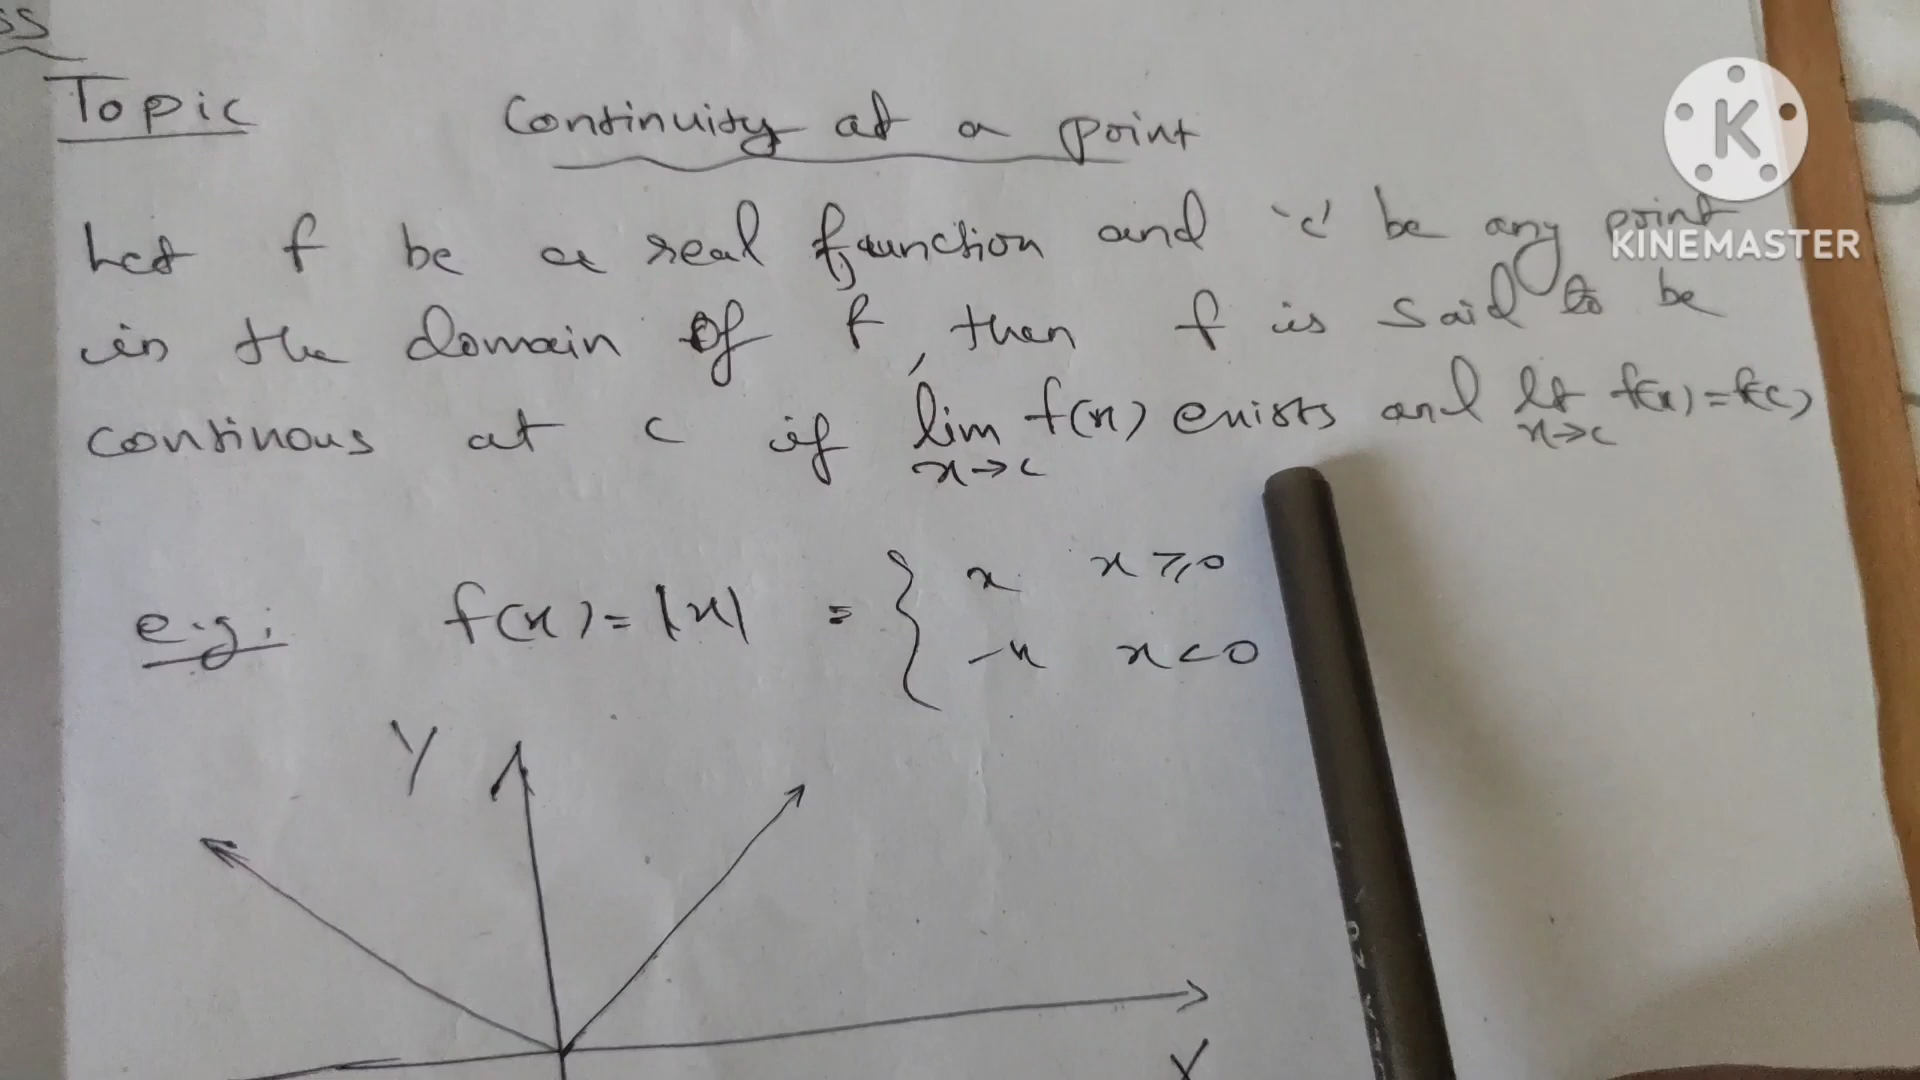 ss
Topic
Continuity at a point
Let f be a real function and 'c' be any point
in the domain of f, then f is said to be
continous at c if lim x→c f(x) exists and lt x→c f(x) = f(c)
e.g: f(x) = |x| = { x x ≥ 0
-x x < 0
Y
X
K
KINEMASTER